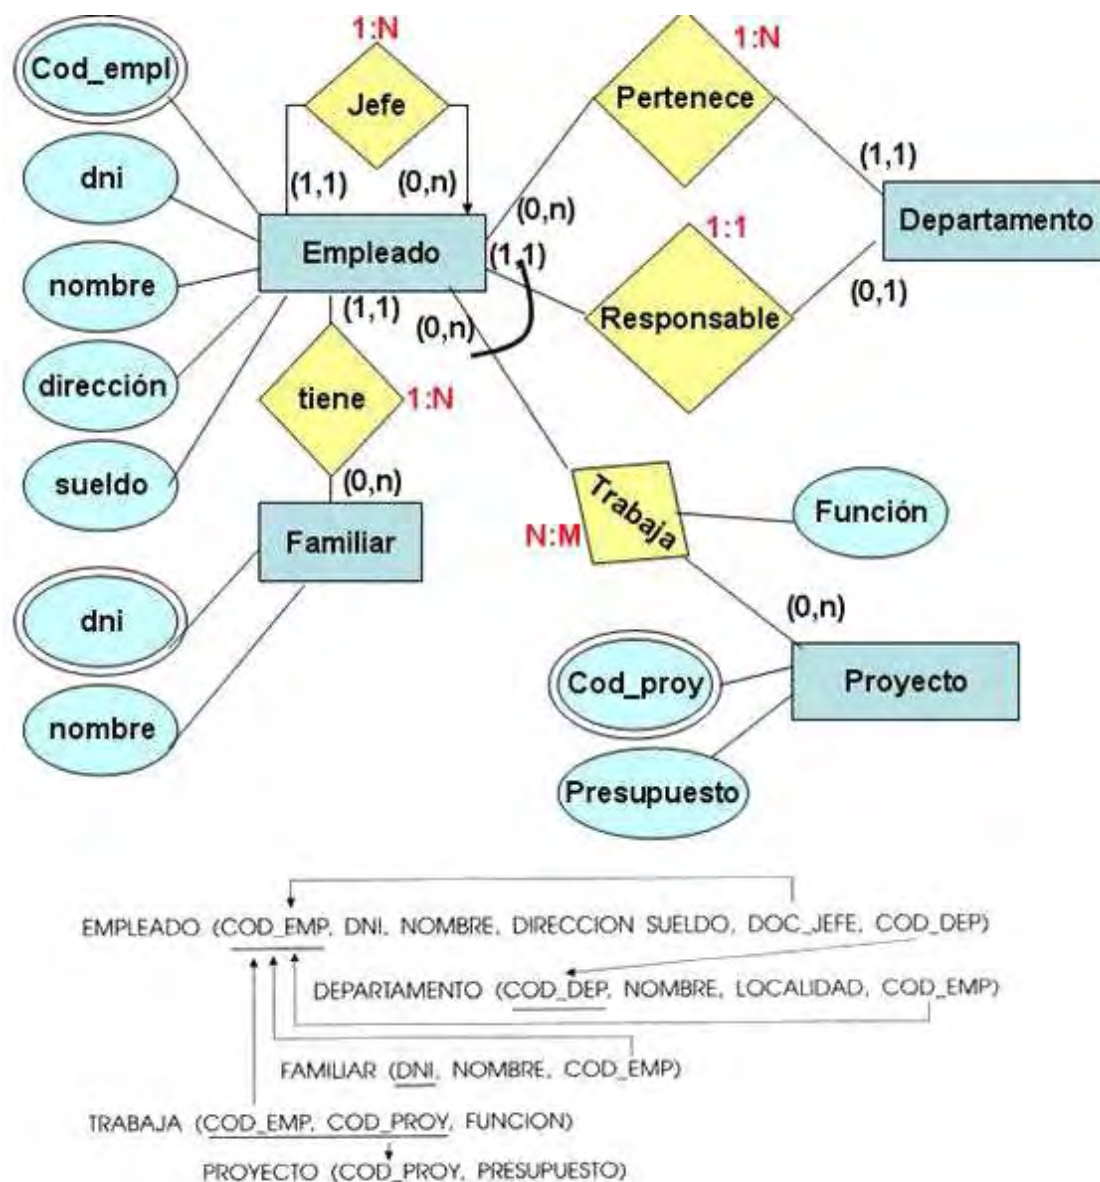 1:N
1:N
Cod_empl
Jefe
Pertenece
dni
(1,1)
(0,n)
(1,1)
(0,n)
1:1
Departamento
Empleado
(1,1)
nombre
(1,1)
(0,n)
Responsable
(0,1)
dirección
tiene
1:N
sueldo
(0,n)
Trabaja
Función
Familiar
N:M
dni
(0,n)
Cod_proy
Proyecto
nombre
Presupuesto
EMPLEADO (COD_EMP, DNI, NOMBRE, DIRECCION SUELDO, DOC_JEFE, COD_DEP)
DEPARTAMENTO (COD_DEP, NOMBRE, LOCALIDAD, COD_EMP)
FAMILIAR (DNI, NOMBRE, COD_EMP)
TRABAJA (COD_EMP, COD_PROY, FUNCION)
PROYECTO (COD_PROY, PRESUPUESTO)